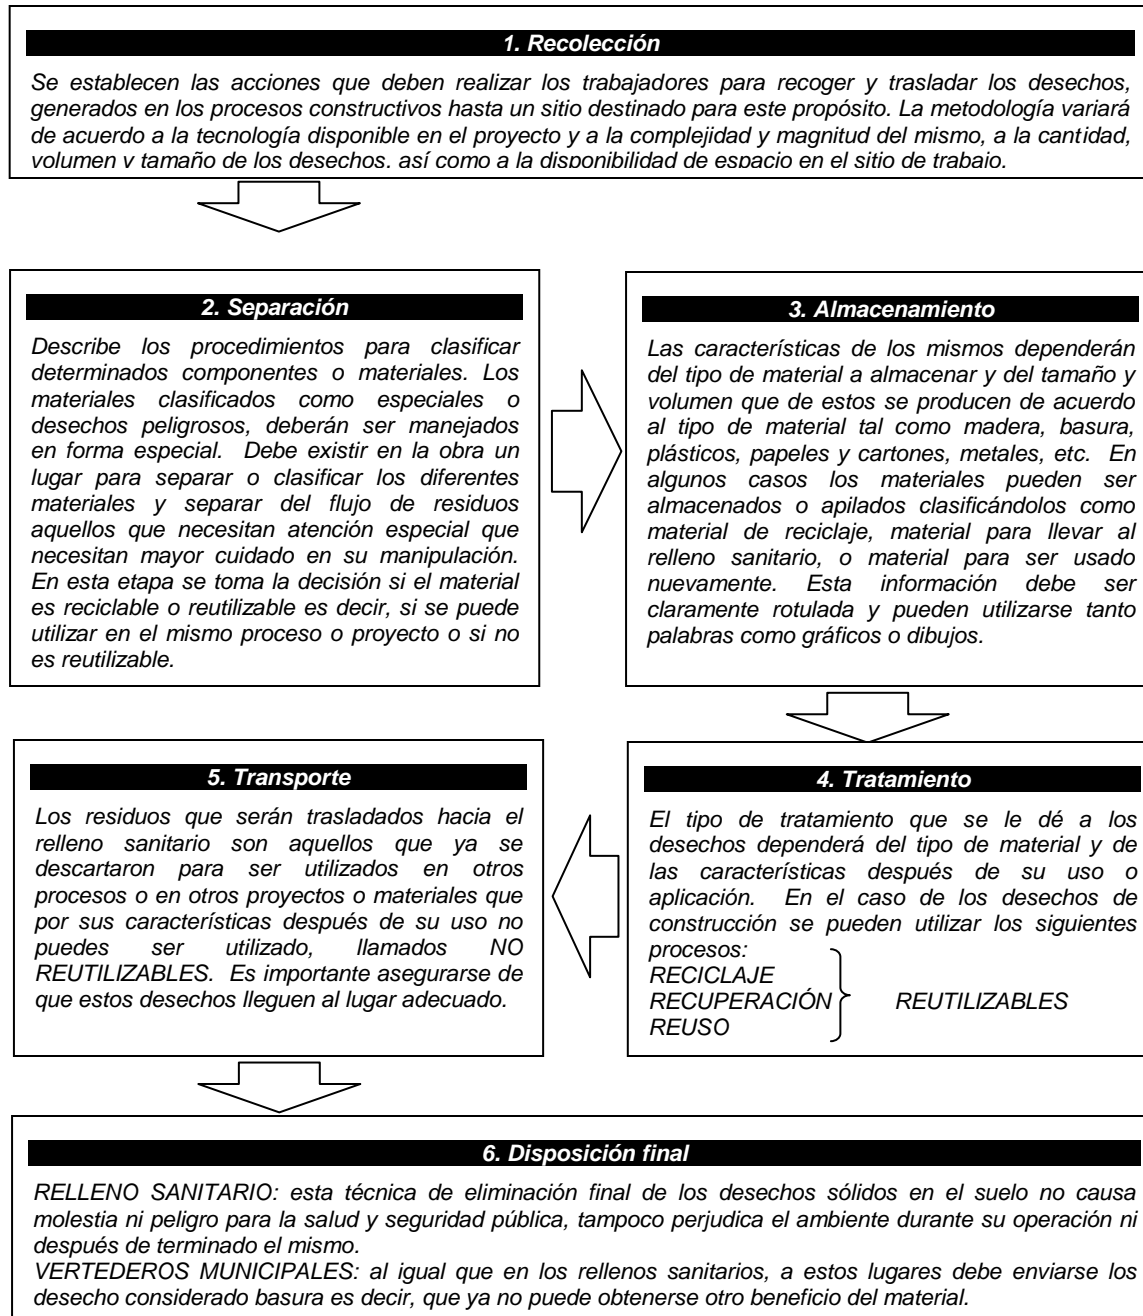 1. Recolección
Se establecen las acciones que deben realizar los trabajadores para recoger y trasladar los desechos,
generados en los procesos constructivos hasta un sitio destinado para este propósito. La metodología variará
de acuerdo a la tecnología disponible en el proyecto y a la complejidad y magnitud del mismo, a la cantidad,
volumen y tamaño de los desechos, así como a la disponibilidad de espacio en el sitio de trabajo.
2. Separación
Describe los procedimientos para clasificar
determinados componentes o materiales. Los
materiales clasificados como especiales o
desechos peligrosos, deberán ser manejados
en forma especial. Debe existir en la obra un
lugar para separar o clasificar los diferentes
materiales y separar del flujo de residuos
aquellos que necesitan atención especial que
necesitan mayor cuidado en su manipulación.
En esta etapa se toma la decisión si el material
es reciclable o reutilizable es decir, si se puede
utilizar en el mismo proceso o proyecto o si no
es reutilizable.
3. Almacenamiento
Las características de los mismos dependerán
del tipo de material a almacenar y del tamaño y
volumen que de estos se producen de acuerdo
al tipo de material tal como madera, basura,
plásticos, papeles y cartones, metales, etc. En
algunos casos los materiales pueden ser
almacenados o apilados clasificándolos como
material de reciclaje, material para llevar al
relleno sanitario, o material para ser usado
nuevamente. Esta información debe ser
claramente rotulada y pueden utilizarse tanto
palabras como gráficos o dibujos.
4. Tratamiento
El tipo de tratamiento que se le dé a los
desechos dependerá del tipo de material y de
las características después de su uso o
aplicación. En el caso de los desechos de
construcción se pueden utilizar los siguientes
procesos:
RECICLAJE
RECUPERACIÓN REUTILIZABLES
REUSO
5. Transporte
Los residuos que serán trasladados hacia el
relleno sanitario son aquellos que ya se
descartaron para ser utilizados en otros
procesos o en otros proyectos o materiales que
por sus características después de su uso no
puedes ser utilizado, llamados NO
REUTILIZABLES. Es importante asegurarse de
que estos desechos lleguen al lugar adecuado.
6. Disposición final
RELLENO SANITARIO: esta técnica de eliminación final de los desechos sólidos en el suelo no causa
molestia ni peligro para la salud y seguridad pública, tampoco perjudica el ambiente durante su operación ni
después de terminado el mismo.
VERTEDEROS MUNICIPALES: al igual que en los rellenos sanitarios, a estos lugares debe enviarse los
desecho considerado basura es decir, que ya no puede obtenerse otro beneficio del material.